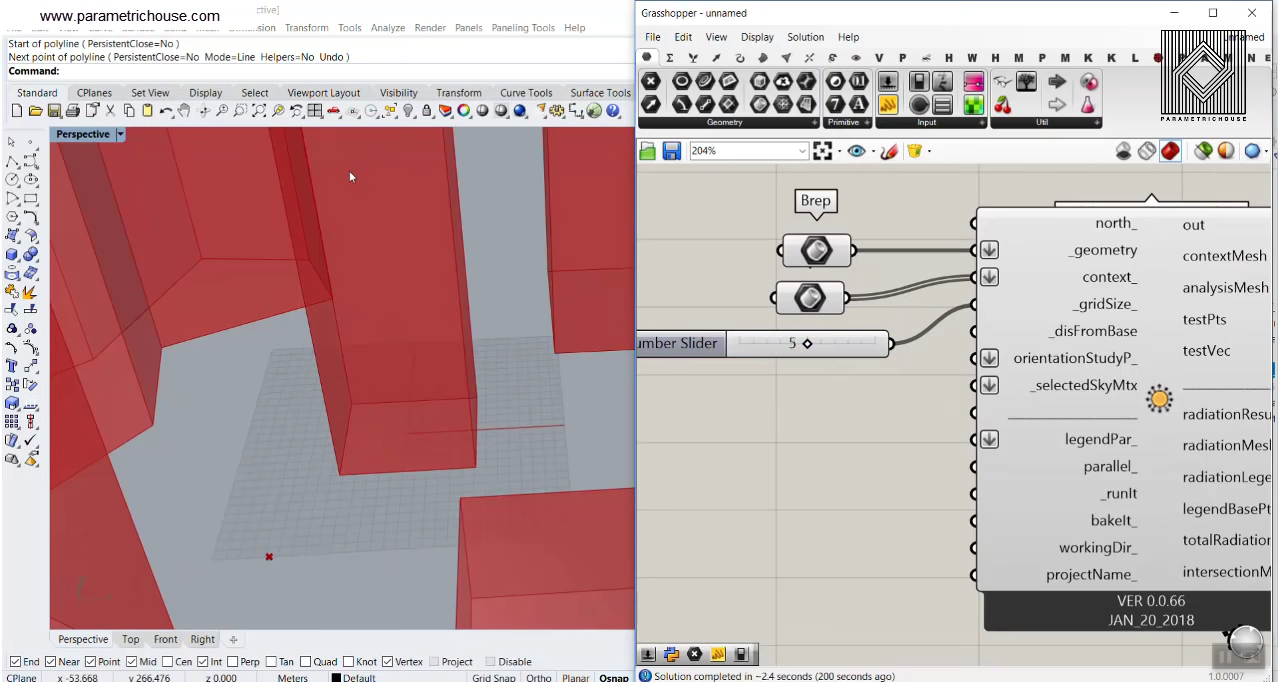 www.parametrichouse.com
Transform Tools Analyze Render Panels Paneling Tools Help
Start of polyline ( PersistentClose=No )
Next point of polyline ( PersistentClose=No Mode=Line Helpers=No Undo )
Command:
Standard CPlanes Set View Display Select Viewport Layout Visibility Transform Curve Tools Surface Tools
Perspective
Perspective Top Front Right
End Near Point Mid Cen Int Perp Tan Quad Knot Vertex Project Disable
CPlane x -53.668 y 266.476 z 0.000 Meters Default Grid Snap Ortho Planar Osnap
Grasshopper - unnamed
File Edit View Display Solution Help
V P H W H M P M K K L
PARAMETRICHOUSE
Geometry Primitive Input Util
204%
Brep
umber Slider 5
north_
_geometry
context_
_gridSize_
_disFromBase
orientationStudyP_
_selectedSkyMtx
legendPar_
parallel_
_runIt
bakeIt_
workingDir_
projectName_
out
contextMesh
analysisMesh
testPts
testVec
radiationResu
radiationMes
radiationLege
legendBasePt
totalRadiation
intersectionM
VER 0.0.66
JAN_20_2018
Solution completed in ~2.4 seconds (200 seconds ago)
1.0.0007